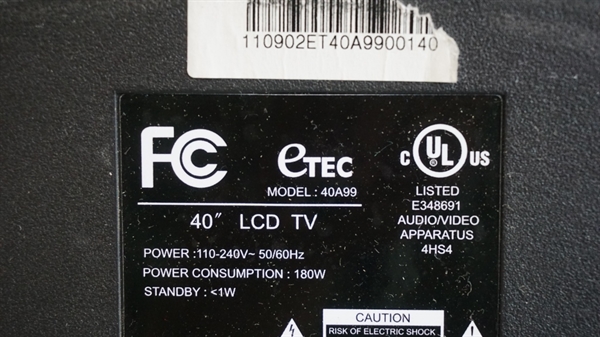 110902ET40A9900140
FC
eTEC
MODEL : 40A99
40″ LCD TV
POWER :110-240V~ 50/60Hz
POWER CONSUMPTION : 180W
STANDBY : <1W
C UL US
LISTED
E348691
AUDIO/VIDEO
APPARATUS
4HS4
CAUTION
RISK OF ELECTRIC SHOCK